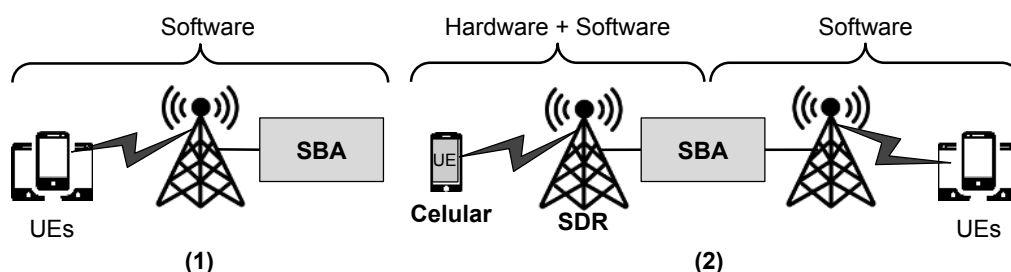 Software
Hardware + Software
Software
SBA
UE
SBA
UEs
Celular
SDR
UEs
(1)
(2)